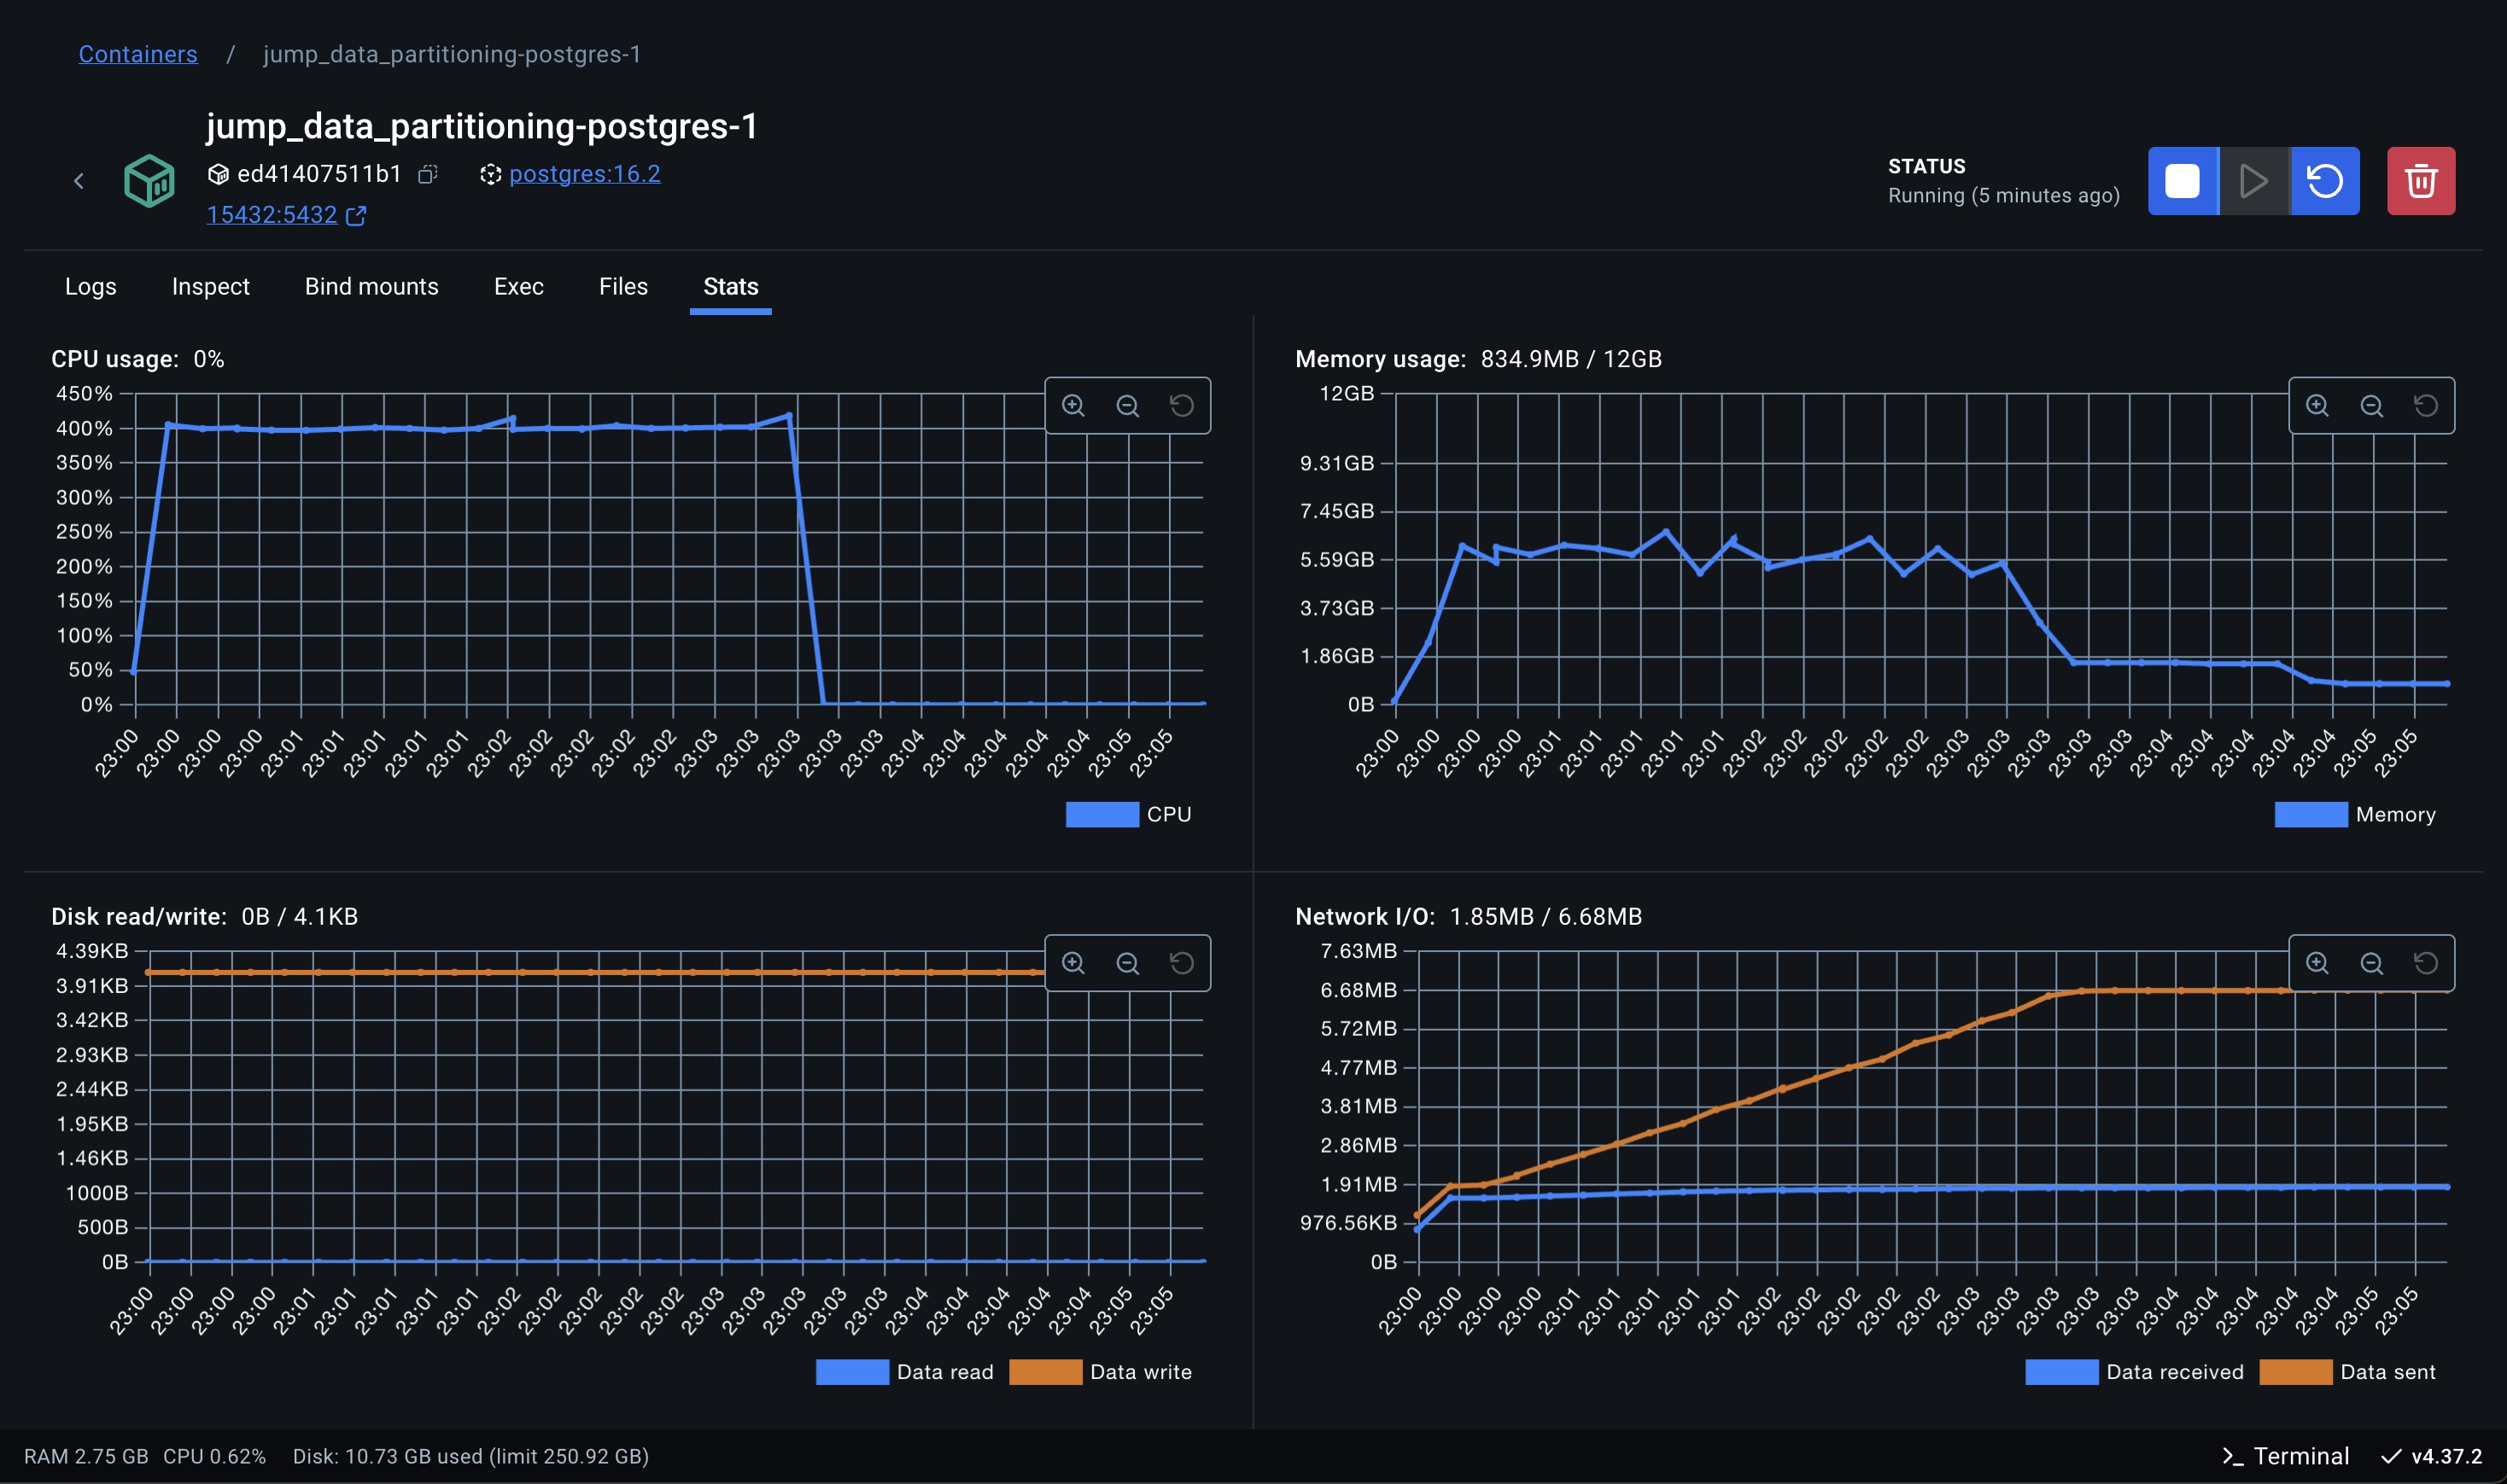 Containers / jump_data_partitioning-postgres-1
jump_data_partitioning-postgres-1
ed41407511b1 postgres:16.2
15432:5432
STATUS
Running (5 minutes ago)
Logs Inspect Bind mounts Exec Files Stats
CPU usage: 0%
450%
400%
350%
300%
250%
200%
150%
100%
50%
0%
23:00 23:00 23:00 23:00 23:01 23:01 23:01 23:01 23:01 23:02 23:02 23:02 23:02 23:02 23:03 23:03 23:03 23:03 23:03 23:04 23:04 23:04 23:04 23:04 23:05 23:05
CPU
Memory usage: 834.9MB / 12GB
12GB
9.31GB
7.45GB
5.59GB
3.73GB
1.86GB
0B
23:00 23:00 23:00 23:00 23:01 23:01 23:01 23:01 23:01 23:02 23:02 23:02 23:02 23:02 23:03 23:03 23:03 23:03 23:03 23:04 23:04 23:04 23:04 23:04 23:05 23:05
Memory
Disk read/write: 0B / 4.1KB
4.39KB
3.91KB
3.42KB
2.93KB
2.44KB
1.95KB
1.46KB
1000B
500B
0B
23:00 23:00 23:00 23:00 23:01 23:01 23:01 23:01 23:01 23:02 23:02 23:02 23:02 23:02 23:03 23:03 23:03 23:03 23:03 23:04 23:04 23:04 23:04 23:04 23:05 23:05
Data read Data write
Network I/O: 1.85MB / 6.68MB
7.63MB
6.68MB
5.72MB
4.77MB
3.81MB
2.86MB
1.91MB
976.56KB
0B
23:00 23:00 23:00 23:00 23:01 23:01 23:01 23:01 23:01 23:02 23:02 23:02 23:02 23:02 23:03 23:03 23:03 23:03 23:03 23:04 23:04 23:04 23:04 23:04 23:05 23:05
Data received Data sent
RAM 2.75 GB CPU 0.62% Disk: 10.73 GB used (limit 250.92 GB) Terminal v4.37.2